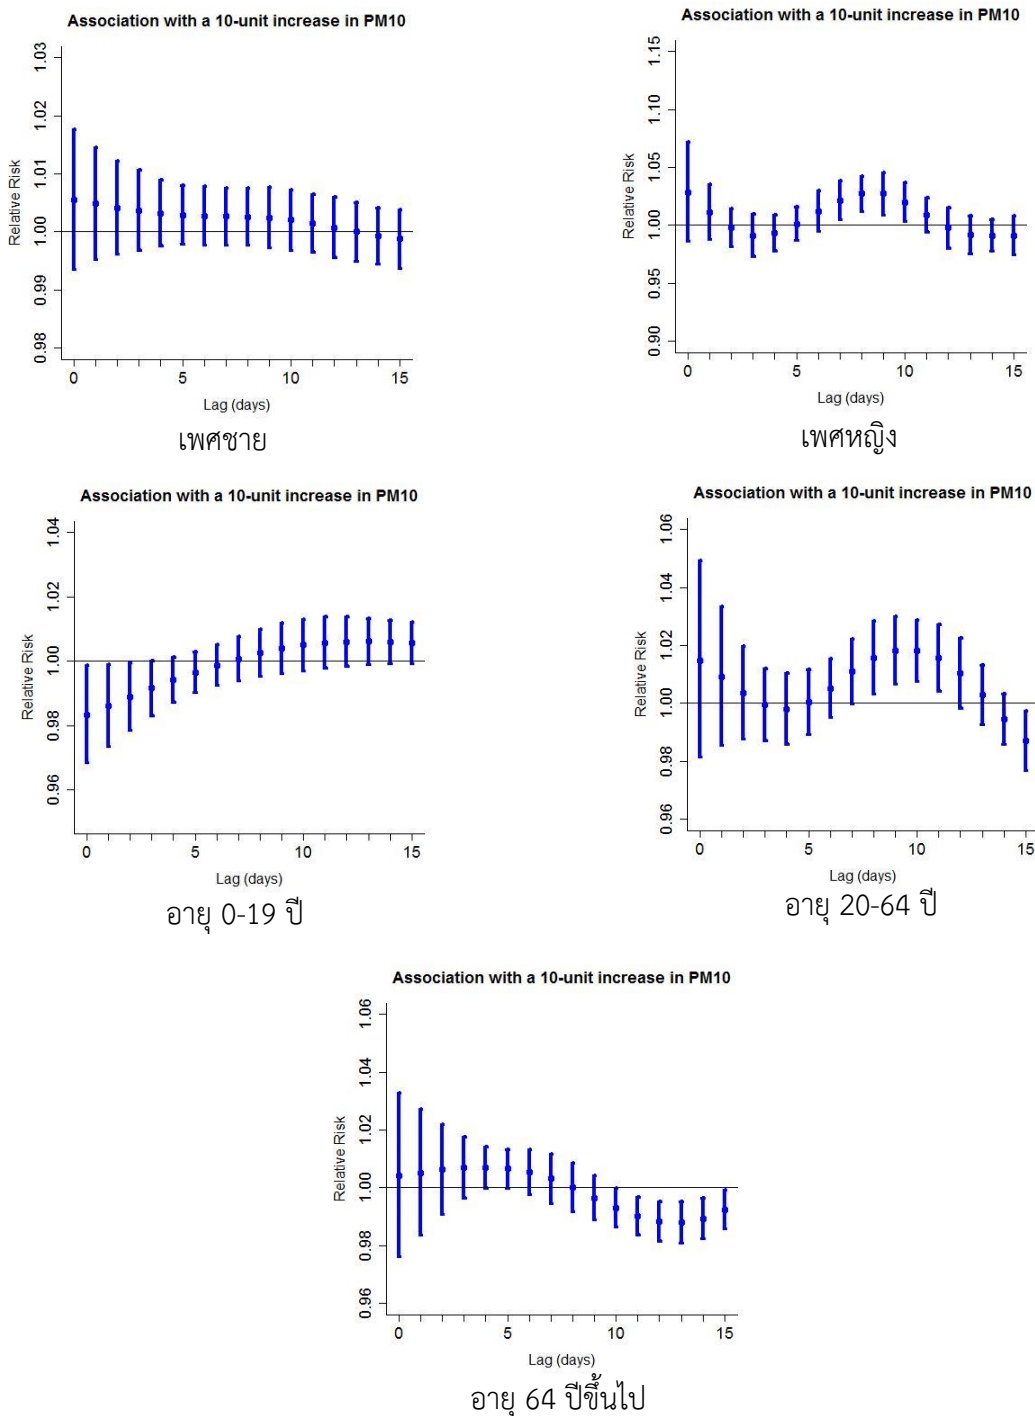 Association with a 10-unit increase in PM10
Relative Risk
1.03
1.02
1.01
1.00
0.99
0.98
0 5 10 15
Lag (days)
เพศชาย
Association with a 10-unit increase in PM10
Relative Risk
1.15
1.10
1.05
1.00
0.95
0.90
0 5 10 15
Lag (days)
เพศหญิง
Association with a 10-unit increase in PM10
Relative Risk
1.04
1.02
1.00
0.98
0.96
0 5 10 15
Lag (days)
อายุ 0-19 ปี
Association with a 10-unit increase in PM10
Relative Risk
1.06
1.04
1.02
1.00
0.98
0.96
0 5 10 15
Lag (days)
อายุ 20-64 ปี
Association with a 10-unit increase in PM10
Relative Risk
1.06
1.04
1.02
1.00
0.98
0.96
0 5 10 15
Lag (days)
อายุ 64 ปีขึ้นไป